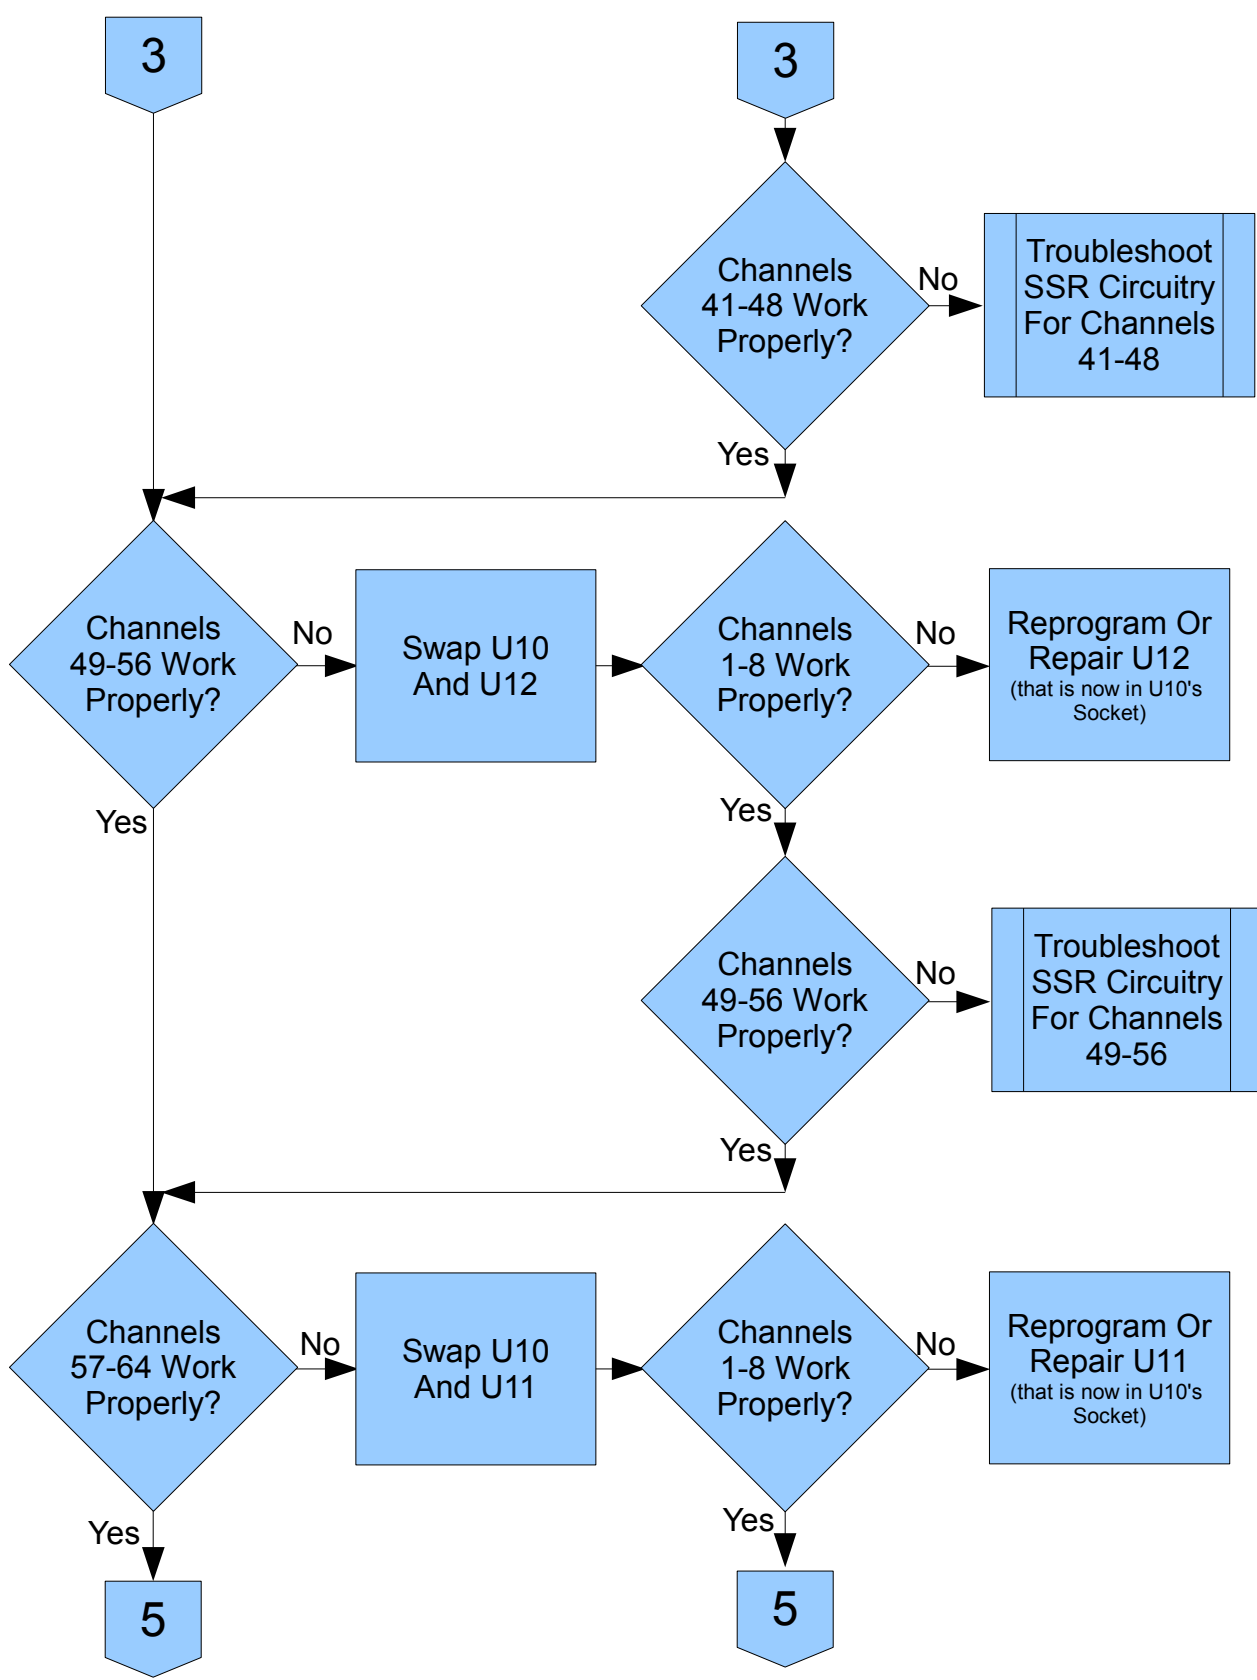 3
3
Channels
41-48 Work
Properly?
No
Troubleshoot
SSR Circuitry
For Channels
41-48
Yes
Channels
49-56 Work
Properly?
No
Swap U10
And U12
Channels
1-8 Work
Properly?
No
Reprogram Or
Repair U12
(that is now in U10's
Socket)
Yes
Yes
Channels
49-56 Work
Properly?
No
Troubleshoot
SSR Circuitry
For Channels
49-56
Yes
Channels
57-64 Work
Properly?
No
Swap U10
And U11
Channels
1-8 Work
Properly?
No
Reprogram Or
Repair U11
(that is now in U10's
Socket)
Yes
Yes
5
5